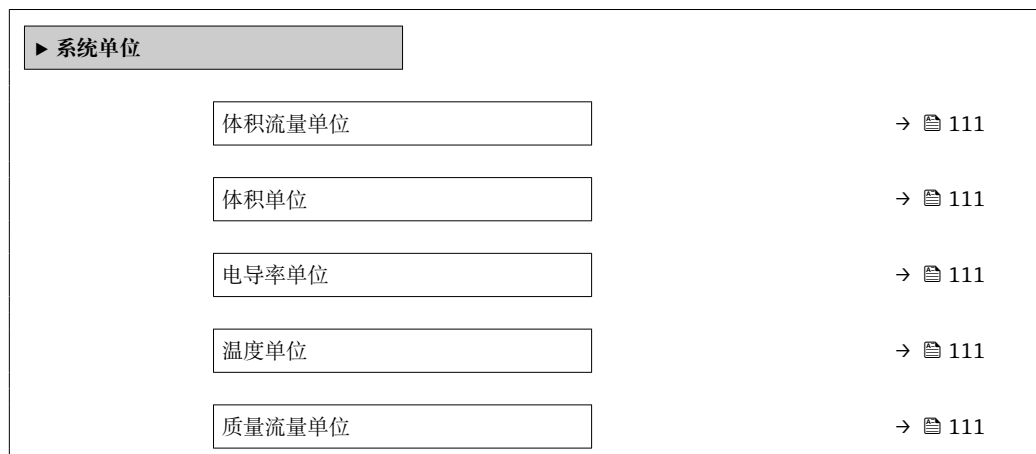 ▶ 系统单位
体积流量单位 → 111
体积单位 → 111
电导率单位 → 111
温度单位 → 111
质量流量单位 → 111